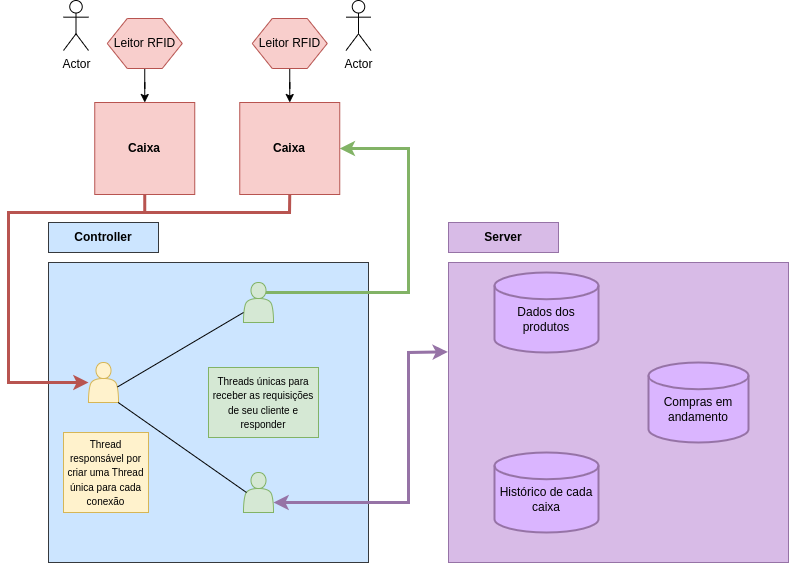 Leitor RFID
Leitor RFID
Actor
Actor
Caixa
Caixa
Controller
Server
Dados dos
produtos
Threads únicas para
receber as requisições
de seu cliente e
responder
Compras em
andamento
Thread
responsável por
criar uma Thread
única para cada
conexão
Histórico de cada
caixa